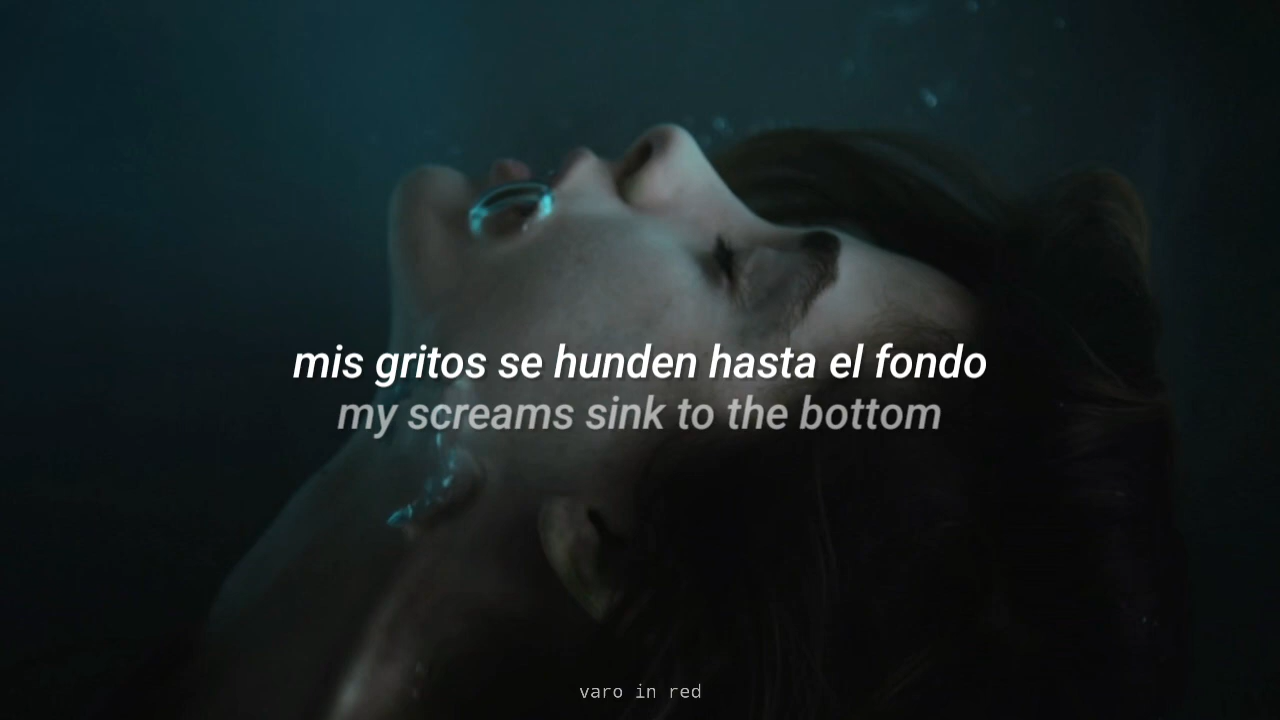 mis gritos se hunden hasta el fondo
my screams sink to the bottom
varo in red